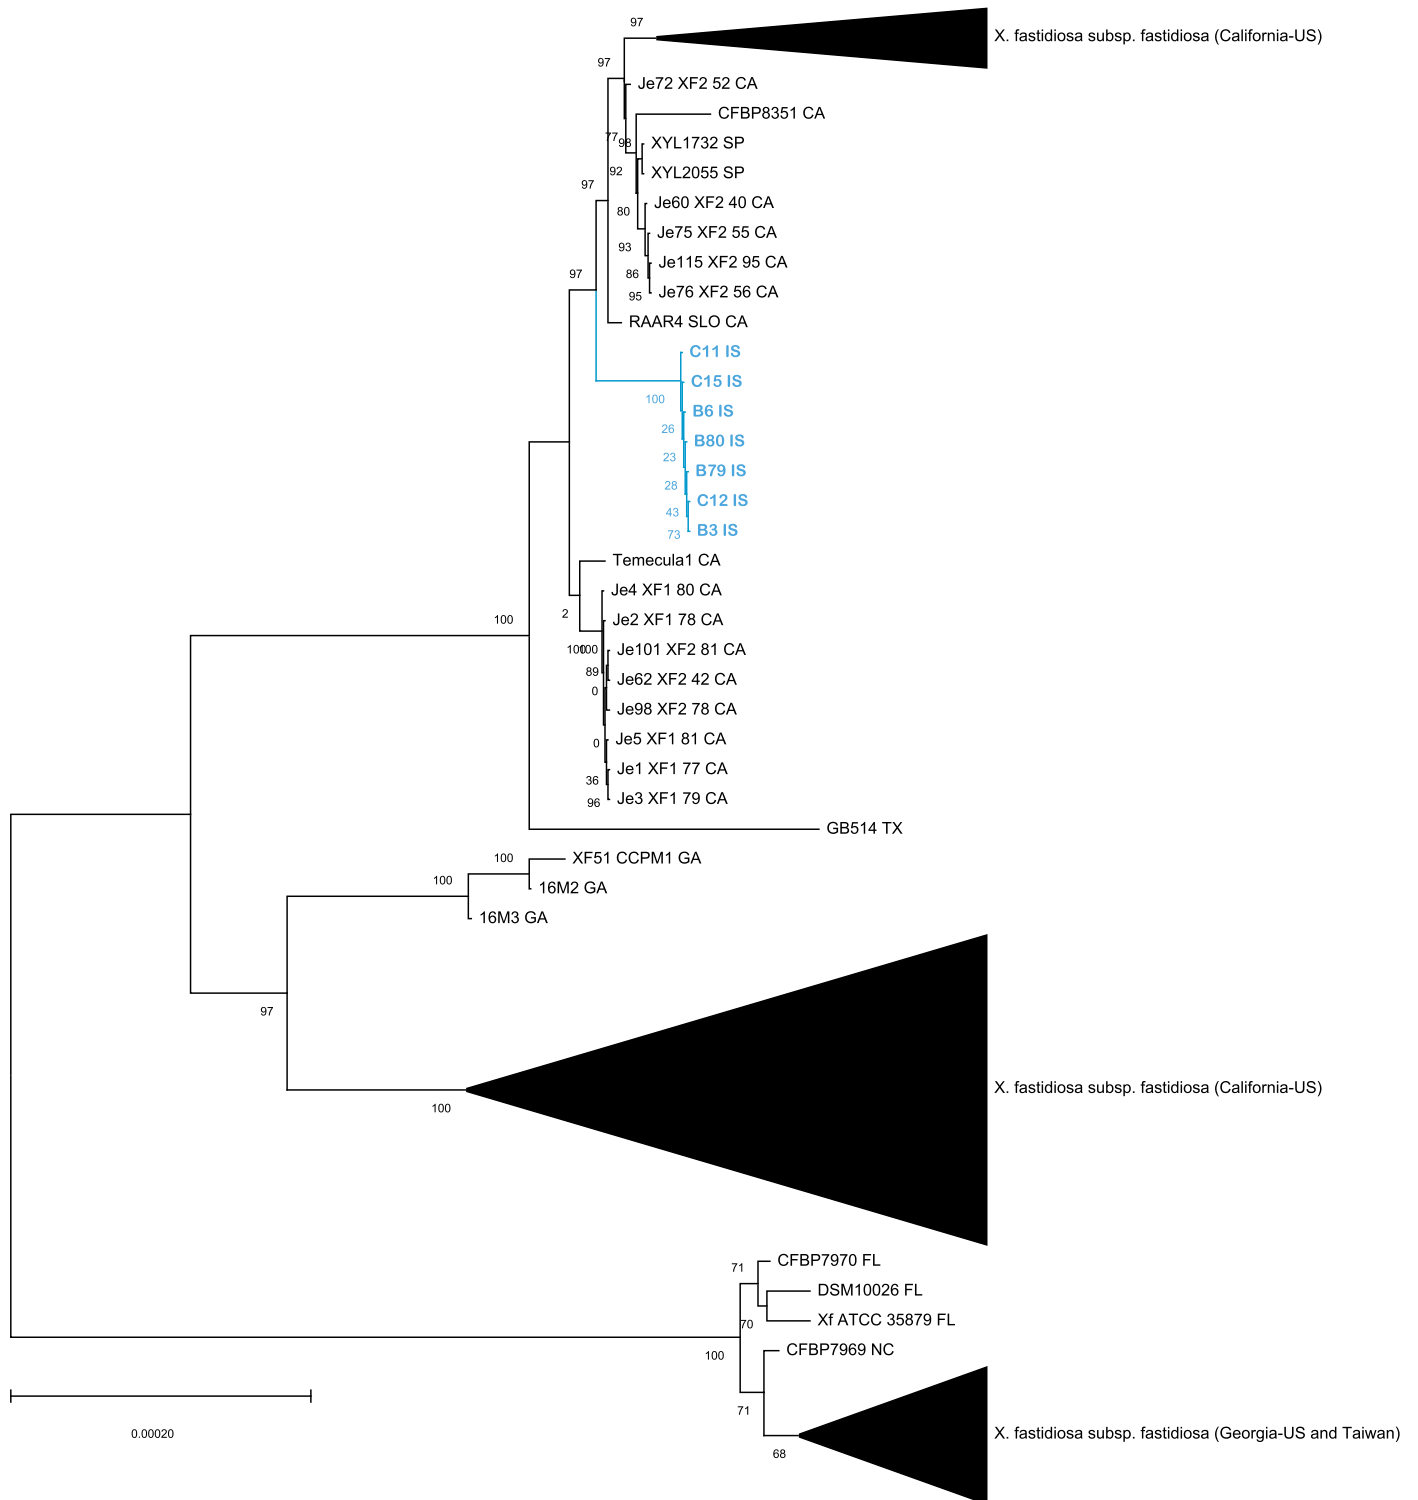 97
X. fastidiosa subsp. fastidiosa (California-US)
97
Je72 XF2 52 CA
CFBP8351 CA
77
98
XYL1732 SP
92
XYL2055 SP
97
Je60 XF2 40 CA
80
Je75 XF2 55 CA
93
Je115 XF2 95 CA
97
86
Je76 XF2 56 CA
95
RAAR4 SLO CA
C11 IS
C15 IS
100
B6 IS
26
B80 IS
23
B79 IS
28
C12 IS
43
B3 IS
73
Temecula1 CA
Je4 XF1 80 CA
2
100
Je2 XF1 78 CA
100
100
Je101 XF2 81 CA
89
Je62 XF2 42 CA
0
Je98 XF2 78 CA
0
Je5 XF1 81 CA
Je1 XF1 77 CA
36
Je3 XF1 79 CA
96
GB514 TX
100
XF51 CCPM1 GA
100
16M2 GA
16M3 GA
97
X. fastidiosa subsp. fastidiosa (California-US)
100
CFBP7970 FL
71
DSM10026 FL
Xf ATCC 35879 FL
70
CFBP7969 NC
100
71
X. fastidiosa subsp. fastidiosa (Georgia-US and Taiwan)
68
0.00020